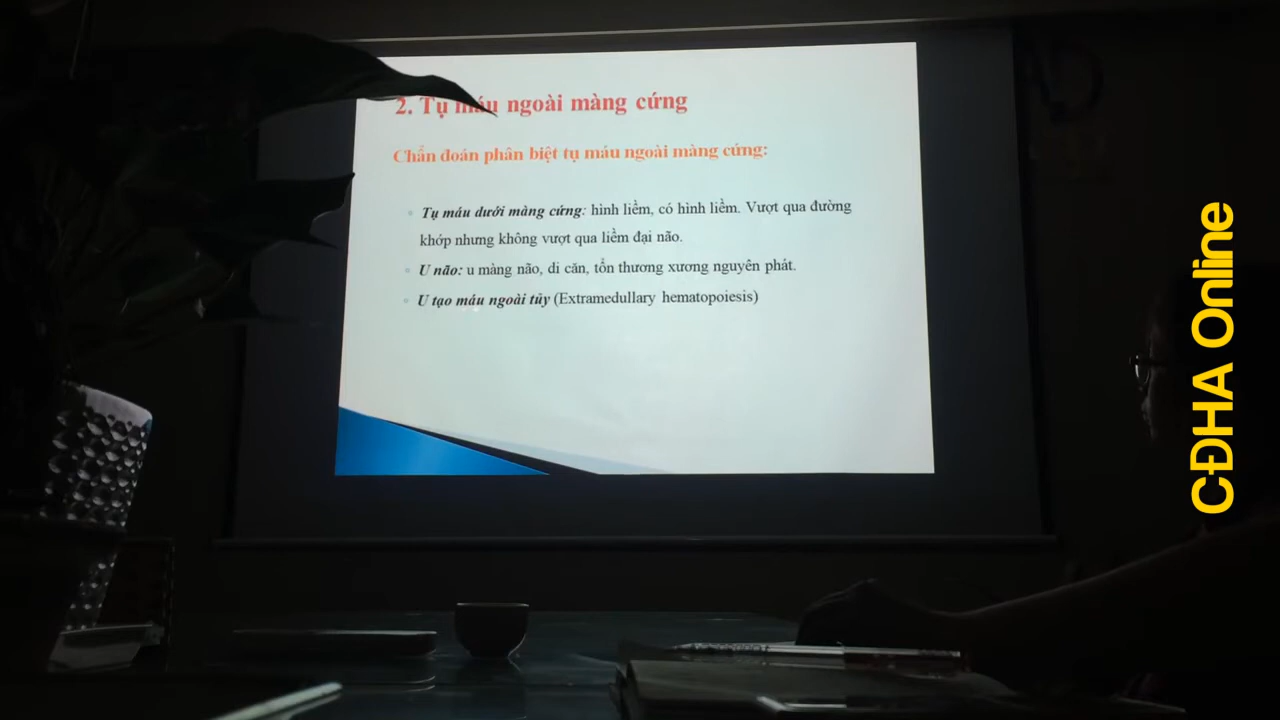 2. Tụ máu ngoài màng cứng
Chẩn đoán phân biệt tụ máu ngoài màng cứng:
Tụ máu dưới màng cứng: hình liềm, có hình liềm. Vượt qua đường
khớp nhưng không vượt qua liềm đại não.
U não: u màng não, di căn, tổn thương xương nguyên phát.
U tạo máu ngoài tủy (Extramedullary hematopoiesis)
CĐHA Online